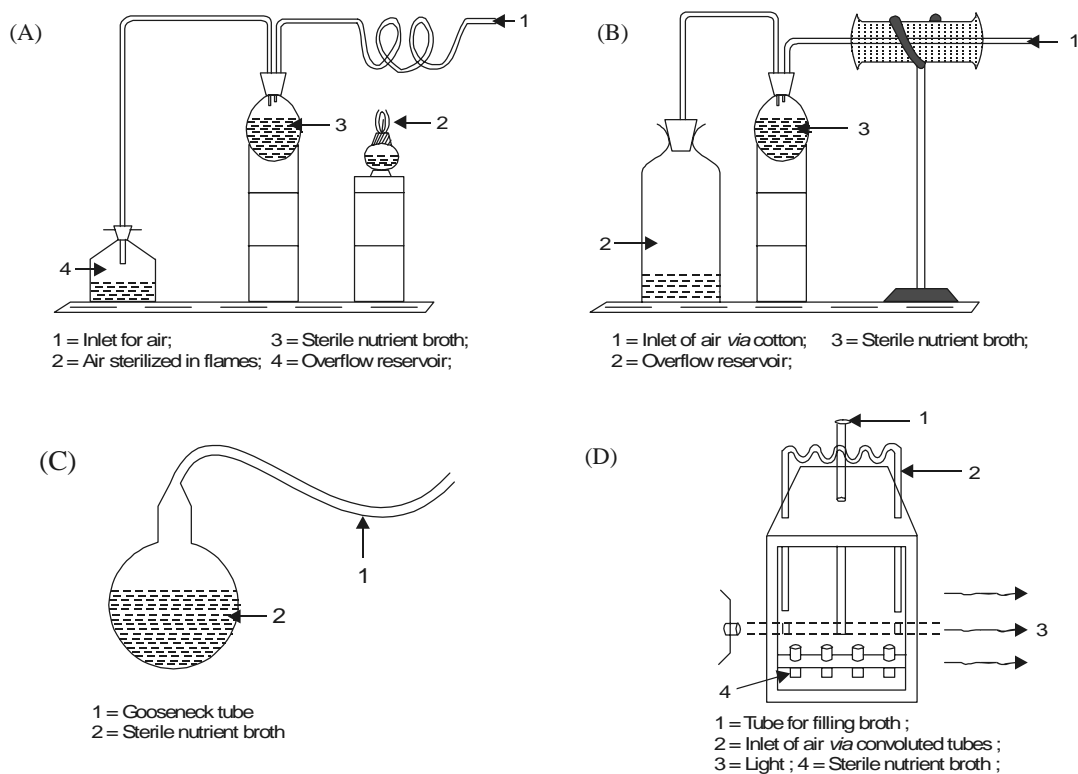 (A)
1
2
3
4
1 = Inlet for air; 3 = Sterile nutrient broth;
2 = Air sterilized in flames; 4 = Overflow reservoir;
(B)
1
3
2
1 = Inlet of air via cotton; 3 = Sterile nutrient broth;
2 = Overflow reservoir;
(C)
1
2
1 = Gooseneck tube
2 = Sterile nutrient broth
(D)
1
2
3
4
1 = Tube for filling broth ;
2 = Inlet of air via convoluted tubes ;
3 = Light ; 4 = Sterile nutrient broth ;